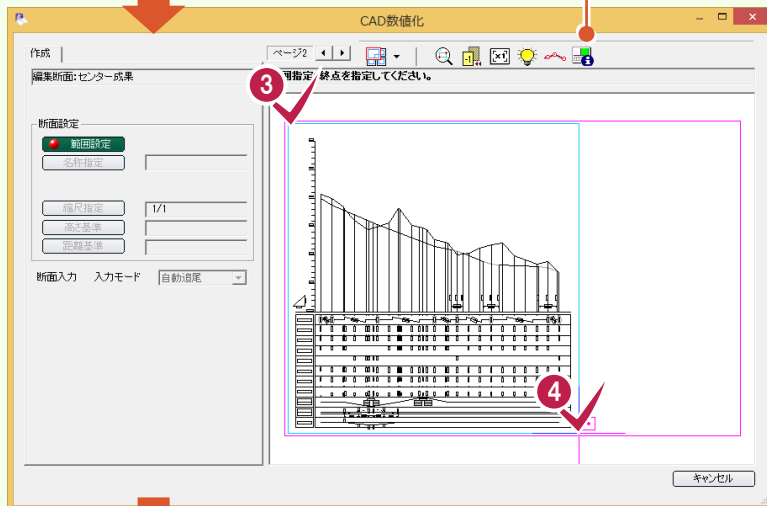 CAD数値化
作成
編集断面:センター成果
ページ2
③
囲指定 終点を指定してください。
断面設定
範囲設定
名称指定
縮尺指定
1/1
高さ基準
距離基準
断面入力 入力モード 自動追尾
④
キャンセル